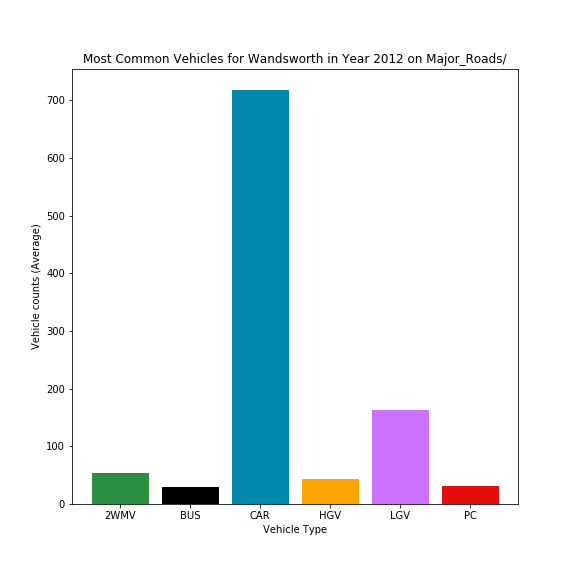 Most Common Vehicles for Wandsworth in Year 2012 on Major_Roads/
700
600
500
400
300
200
100
0
Vehicle counts (Average)
2WMV BUS CAR HGV LGV PC
Vehicle Type